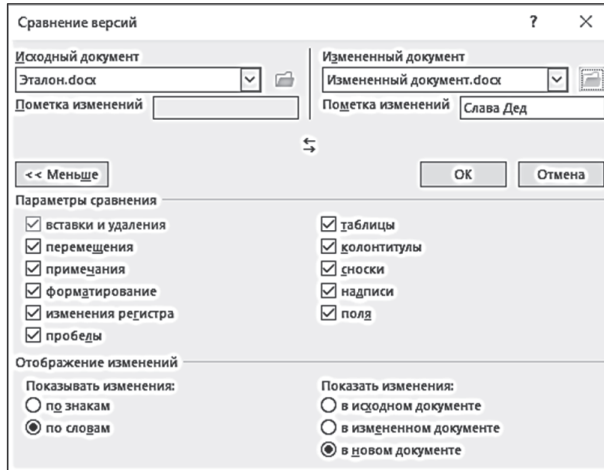 Сравнение версий ? ×
Исходный документ Измененный документ
Эталон.docx Измененный документ.docx
Пометка изменений Пометка изменений Слава Дед
<< Меньше ОК Отмена
Параметры сравнения
вставки и удаления таблицы
перемещения колонтитулы
примечания сноски
форматирование надписи
изменения регистра поля
пробелы
Отображение изменений
Показывать изменения: Показать изменения:
по знакам в исходном документе
по словам в измененном документе
в новом документе